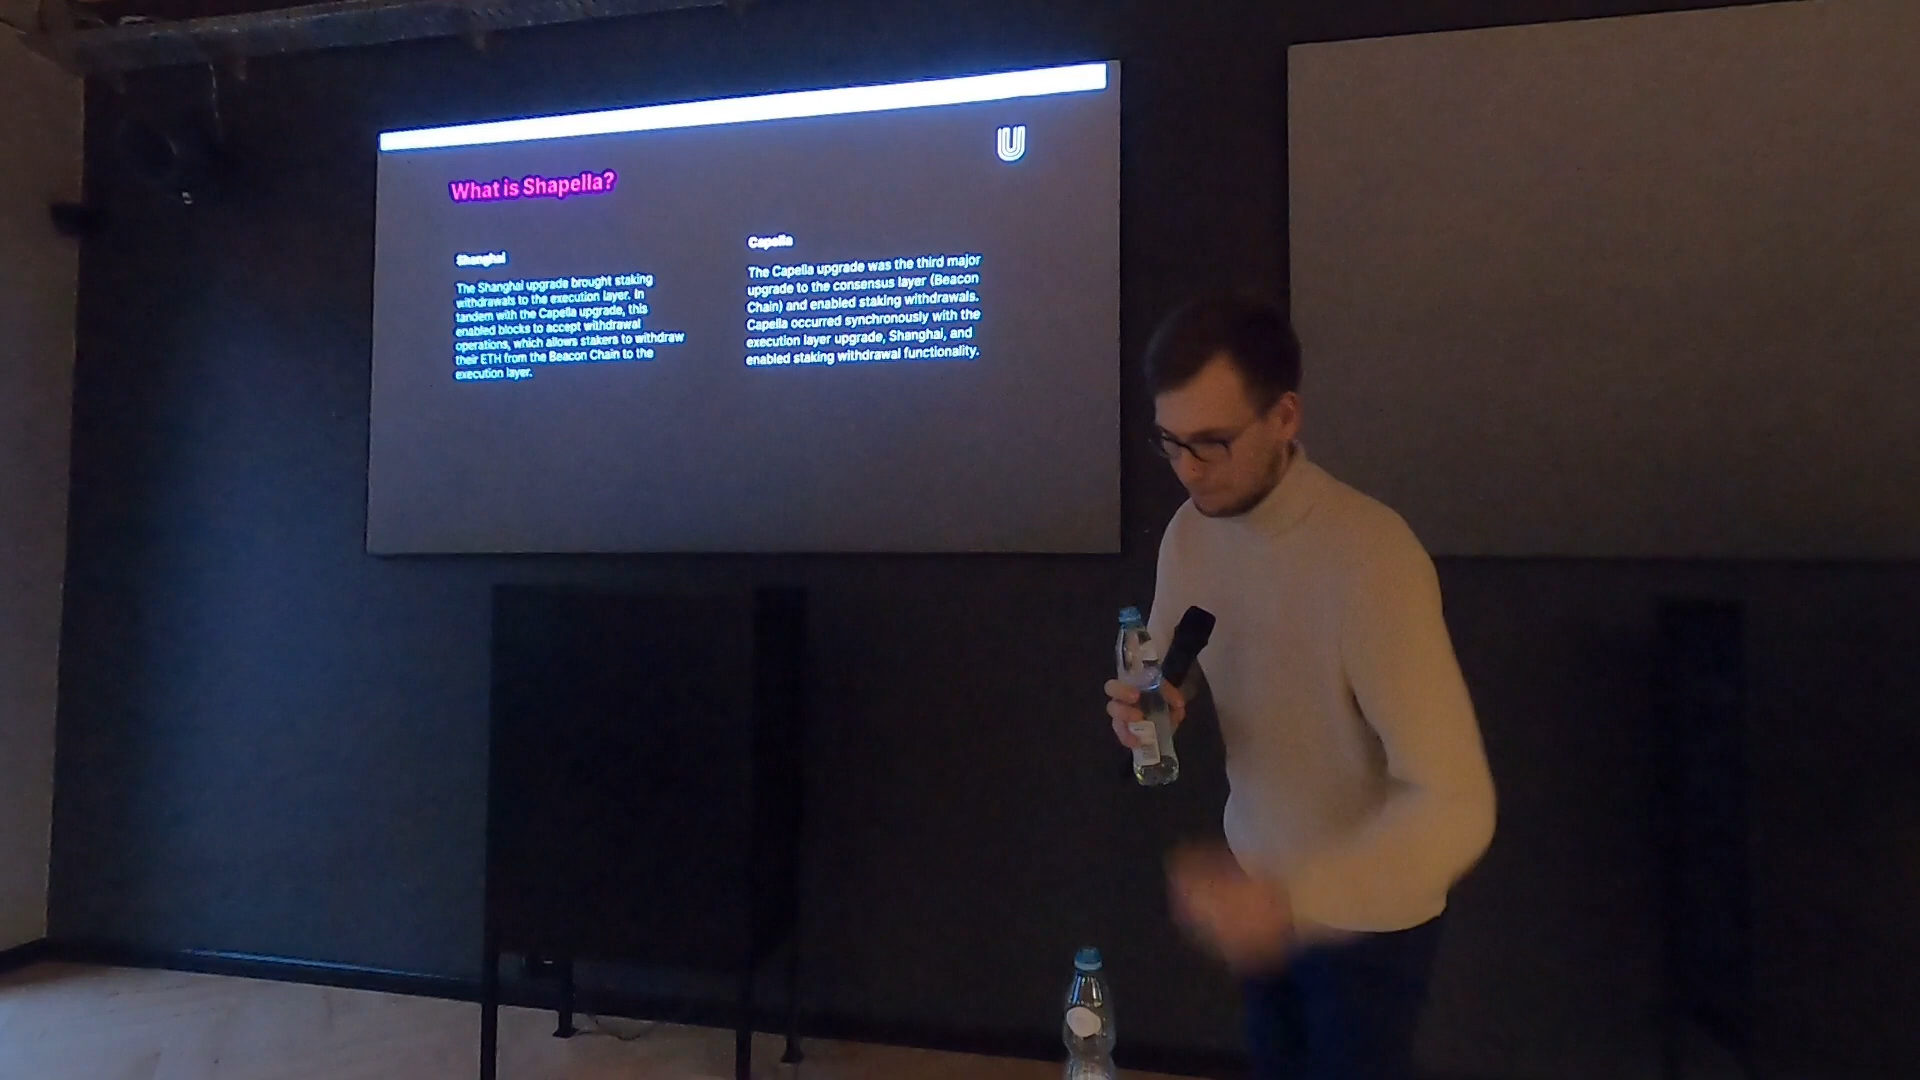 U
What is Shapella?
Shanghai
The Shanghai upgrade brought staking
withdrawals to the execution layer. In
tandem with the Capella upgrade, this
enabled blocks to accept withdrawal
operations, which allows stakers to withdraw
their ETH from the Beacon Chain to the
execution layer.
Capella
The Capella upgrade was the third major
upgrade to the consensus layer (Beacon
Chain) and enabled staking withdrawals.
Capella occurred synchronously with the
execution layer upgrade, Shanghai, and
enabled staking withdrawal functionality.